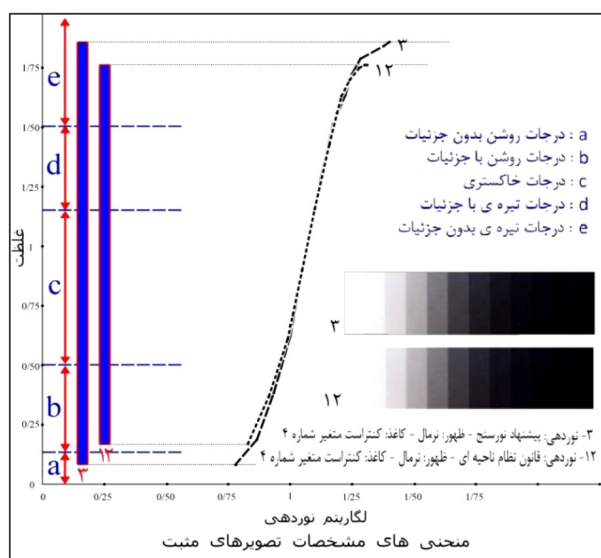 ۳
۱۲
1/75
1/50
1/25
1
0/75
0/50
0/25
0
غلظت
e
d
c
b
a
۳
۱۲
a : درجات روشن بدون جزئیات
b : درجات روشن با جزئیات
c : درجات خاکستری
d : درجات تیره ی با جزئیات
e : درجات تیره ی بدون جزئیات
۳
۱۲
۳- نوردهی: پیشنهاد نورسنج - ظهور: نرمال - کاغذ: کنتراست متغیر شماره ۴
۱۲- نوردهی: قانون نظام ناحیه ای - ظهور: نرمال - کاغذ: کنتراست متغیر شماره ۴
0 0/25 0/50 0/75 1 1/25 1/50 1/75
لگاریتم نوردهی
منحنی های مشخصات تصویرهای مثبت